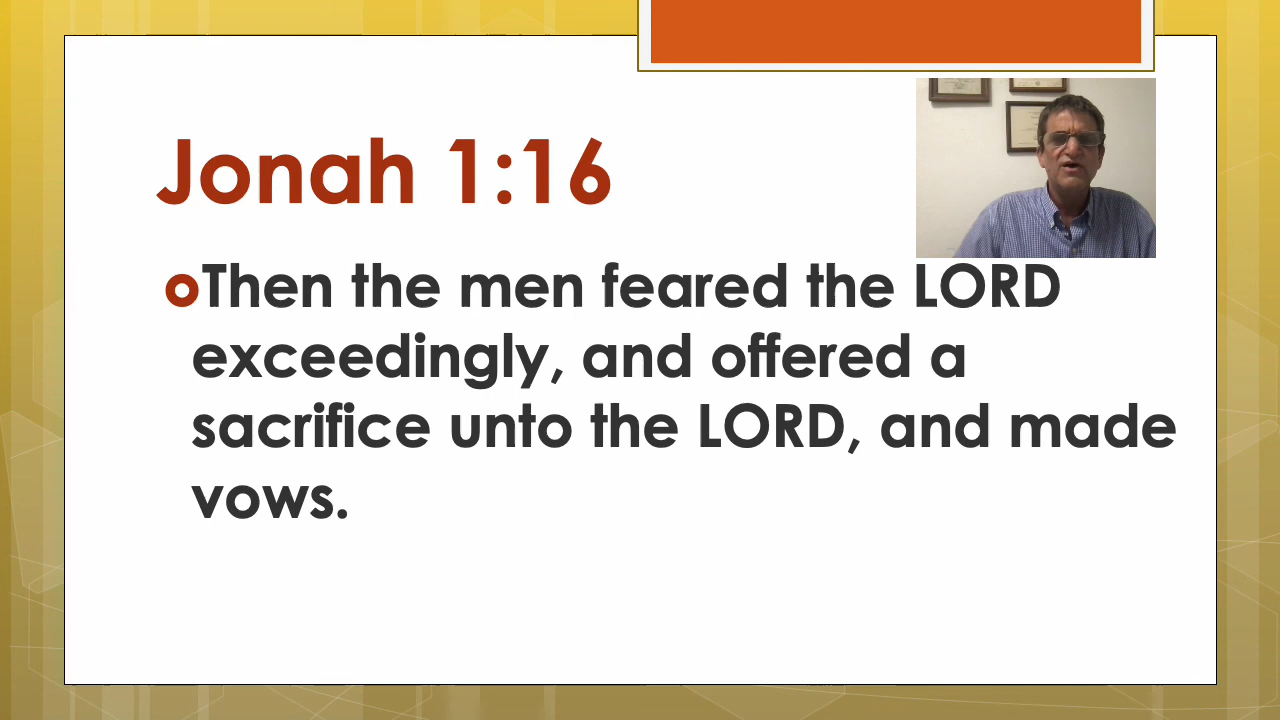 Jonah 1:16
Then the men feared the LORD
exceedingly, and offered a
sacrifice unto the LORD, and made
vows.